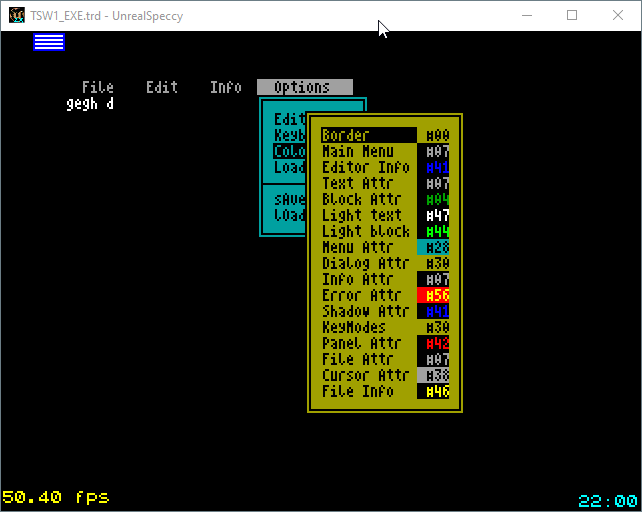 TSW1_EXE.trd - UnrealSpeccy
File Edit Info Options
gegh d
Edit
Keyb
Colo
Load
sAve
lOad
Border #00
Main Menu #07
Editor Info #41
Text Attr #07
Block Attr #04
Light text #47
Light block #44
Menu Attr #28
Dialog Attr #30
Info Attr #07
Error Attr #56
Shadow Attr #41
KeyModes #30
Panel Attr #42
File Attr #07
Cursor Attr #38
File Info #46
50.40 fps
22:00